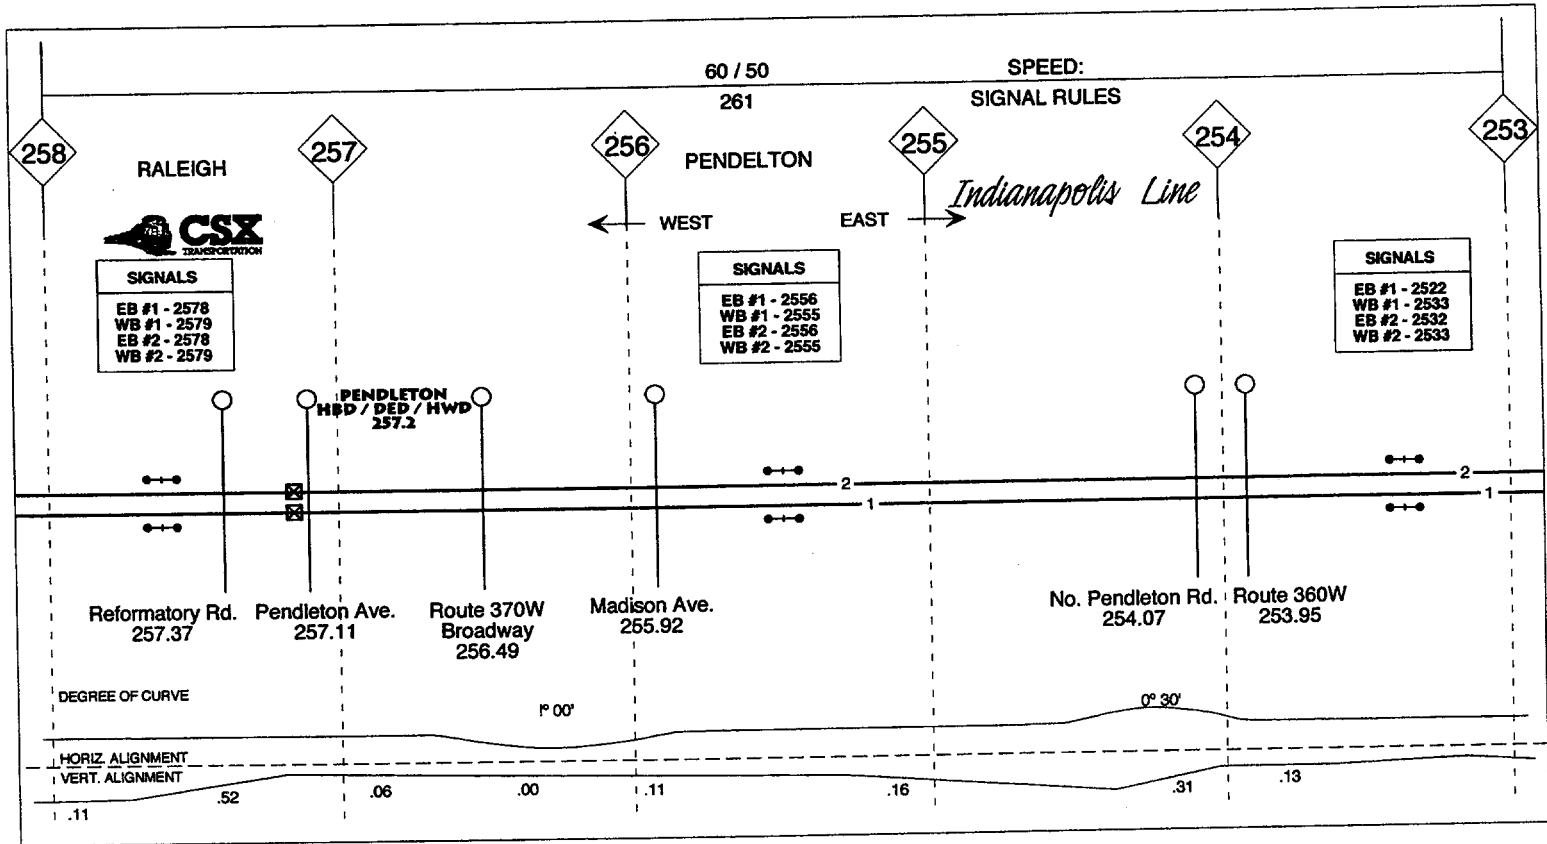 60 / 50 SPEED:
261 SIGNAL RULES
258 257 256 255 254 253
RALEIGH PENDELTON
Indianapolis Line
WEST EAST
CSX
TRANSPORTATION
SIGNALS
EB #1 - 2578
WB #1 - 2579
EB #2 - 2578
WB #2 - 2579
SIGNALS
EB #1 - 2556
WB #1 - 2555
EB #2 - 2556
WB #2 - 2555
SIGNALS
EB #1 - 2522
WB #1 - 2533
EB #2 - 2532
WB #2 - 2533
PENDLETON
HBD / DED / HWD
257.2
2 2
1 1
Reformatory Rd.
257.37
Pendleton Ave.
257.11
Route 370W
Broadway
256.49
Madison Ave.
255.92
No. Pendleton Rd.
254.07
Route 360W
253.95
DEGREE OF CURVE
!° 00' 0° 30'
HORIZ. ALIGNMENT
VERT. ALIGNMENT
.11 .52 .06 .00 .11 .16 .31 .13